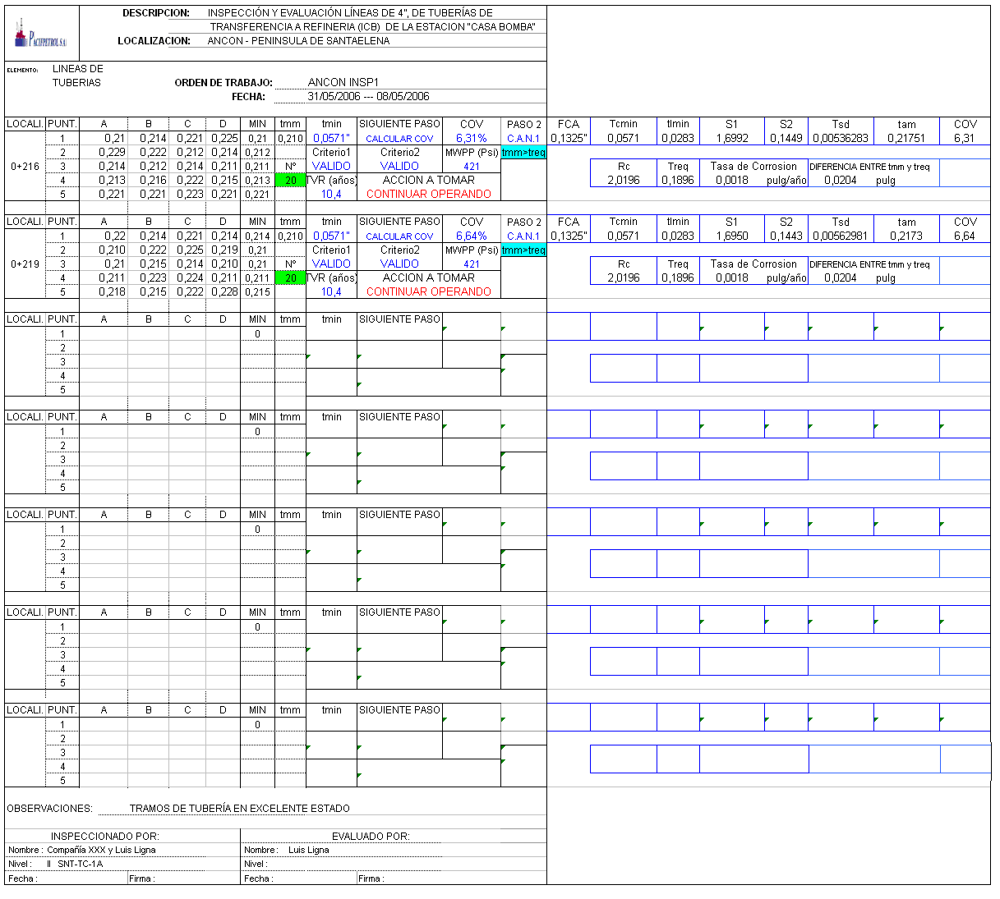 PACIFPETROL S.A.
DESCRIPCION: INSPECCIÓN Y EVALUACIÓN LÍNEAS DE 4", DE TUBERÍAS DE
TRANSFERENCIA A REFINERIA (ICB) DE LA ESTACION "CASA BOMBA"
LOCALIZACION: ANCON - PENINSULA DE SANTAELENA
ELEMENTO: LINEAS DE
TUBERIAS
ORDEN DE TRABAJO: ANCON INSP1
FECHA: 31/05/2006 --- 08/05/2006
LOCALI. PUNT. A B C D MIN tmm tmin SIGUIENTE PASO COV PASO 2 FCA Tcmin tlmin S1 S2 Tsd tam COV
1 0,21 0,214 0,221 0,225 0,21 0,210 0,0571" CALCULAR COV 6,31% C.A.N.1 0,1325" 0,0571 0,0283 1,6992 0,1449 0,00536283 0,21751 6,31
2 0,229 0,222 0,212 0,214 0,212 Criterio1 Criterio2 MWPP (Psi) tmm>treq
0+216 3 0,214 0,212 0,214 0,211 0,211 Nº VALIDO VALIDO 421 Rc Treq Tasa de Corrosion DIFERENCIA ENTRE tmm y treq
4 0,213 0,216 0,222 0,215 0,213 20 TVR (años) ACCION A TOMAR 2,0196 0,1896 0,0018 pulg/año 0,0204 pulg
5 0,221 0,221 0,223 0,221 0,221 10,4 CONTINUAR OPERANDO
LOCALI. PUNT. A B C D MIN tmm tmin SIGUIENTE PASO COV PASO 2 FCA Tcmin tlmin S1 S2 Tsd tam COV
1 0,22 0,214 0,221 0,214 0,214 0,210 0,0571" CALCULAR COV 6,64% C.A.N.1 0,1325" 0,0571 0,0283 1,6950 0,1443 0,00562981 0,2173 6,64
2 0,210 0,222 0,225 0,219 0,21 Criterio1 Criterio2 MWPP (Psi) tmm>treq
0+219 3 0,21 0,215 0,214 0,210 0,21 Nº VALIDO VALIDO 421 Rc Treq Tasa de Corrosion DIFERENCIA ENTRE tmm y treq
4 0,211 0,223 0,224 0,211 0,211 20 TVR (años) ACCION A TOMAR 2,0196 0,1896 0,0018 pulg/año 0,0204 pulg
5 0,218 0,215 0,222 0,228 0,215 10,4 CONTINUAR OPERANDO
LOCALI. PUNT. A B C D MIN tmm tmin SIGUIENTE PASO
1 0
2
3
4
5
LOCALI. PUNT. A B C D MIN tmm tmin SIGUIENTE PASO
1 0
2
3
4
5
LOCALI. PUNT. A B C D MIN tmm tmin SIGUIENTE PASO
1 0
2
3
4
5
LOCALI. PUNT. A B C D MIN tmm tmin SIGUIENTE PASO
1 0
2
3
4
5
LOCALI. PUNT. A B C D MIN tmm tmin SIGUIENTE PASO
1 0
2
3
4
5
OBSERVACIONES: TRAMOS DE TUBERÍA EN EXCELENTE ESTADO
INSPECCIONADO POR: EVALUADO POR:
Nombre : Compañía XXX y Luis Ligna Nombre : Luis Ligna
Nivel : II SNT-TC-1A Nivel :
Fecha : Firma : Fecha : Firma :